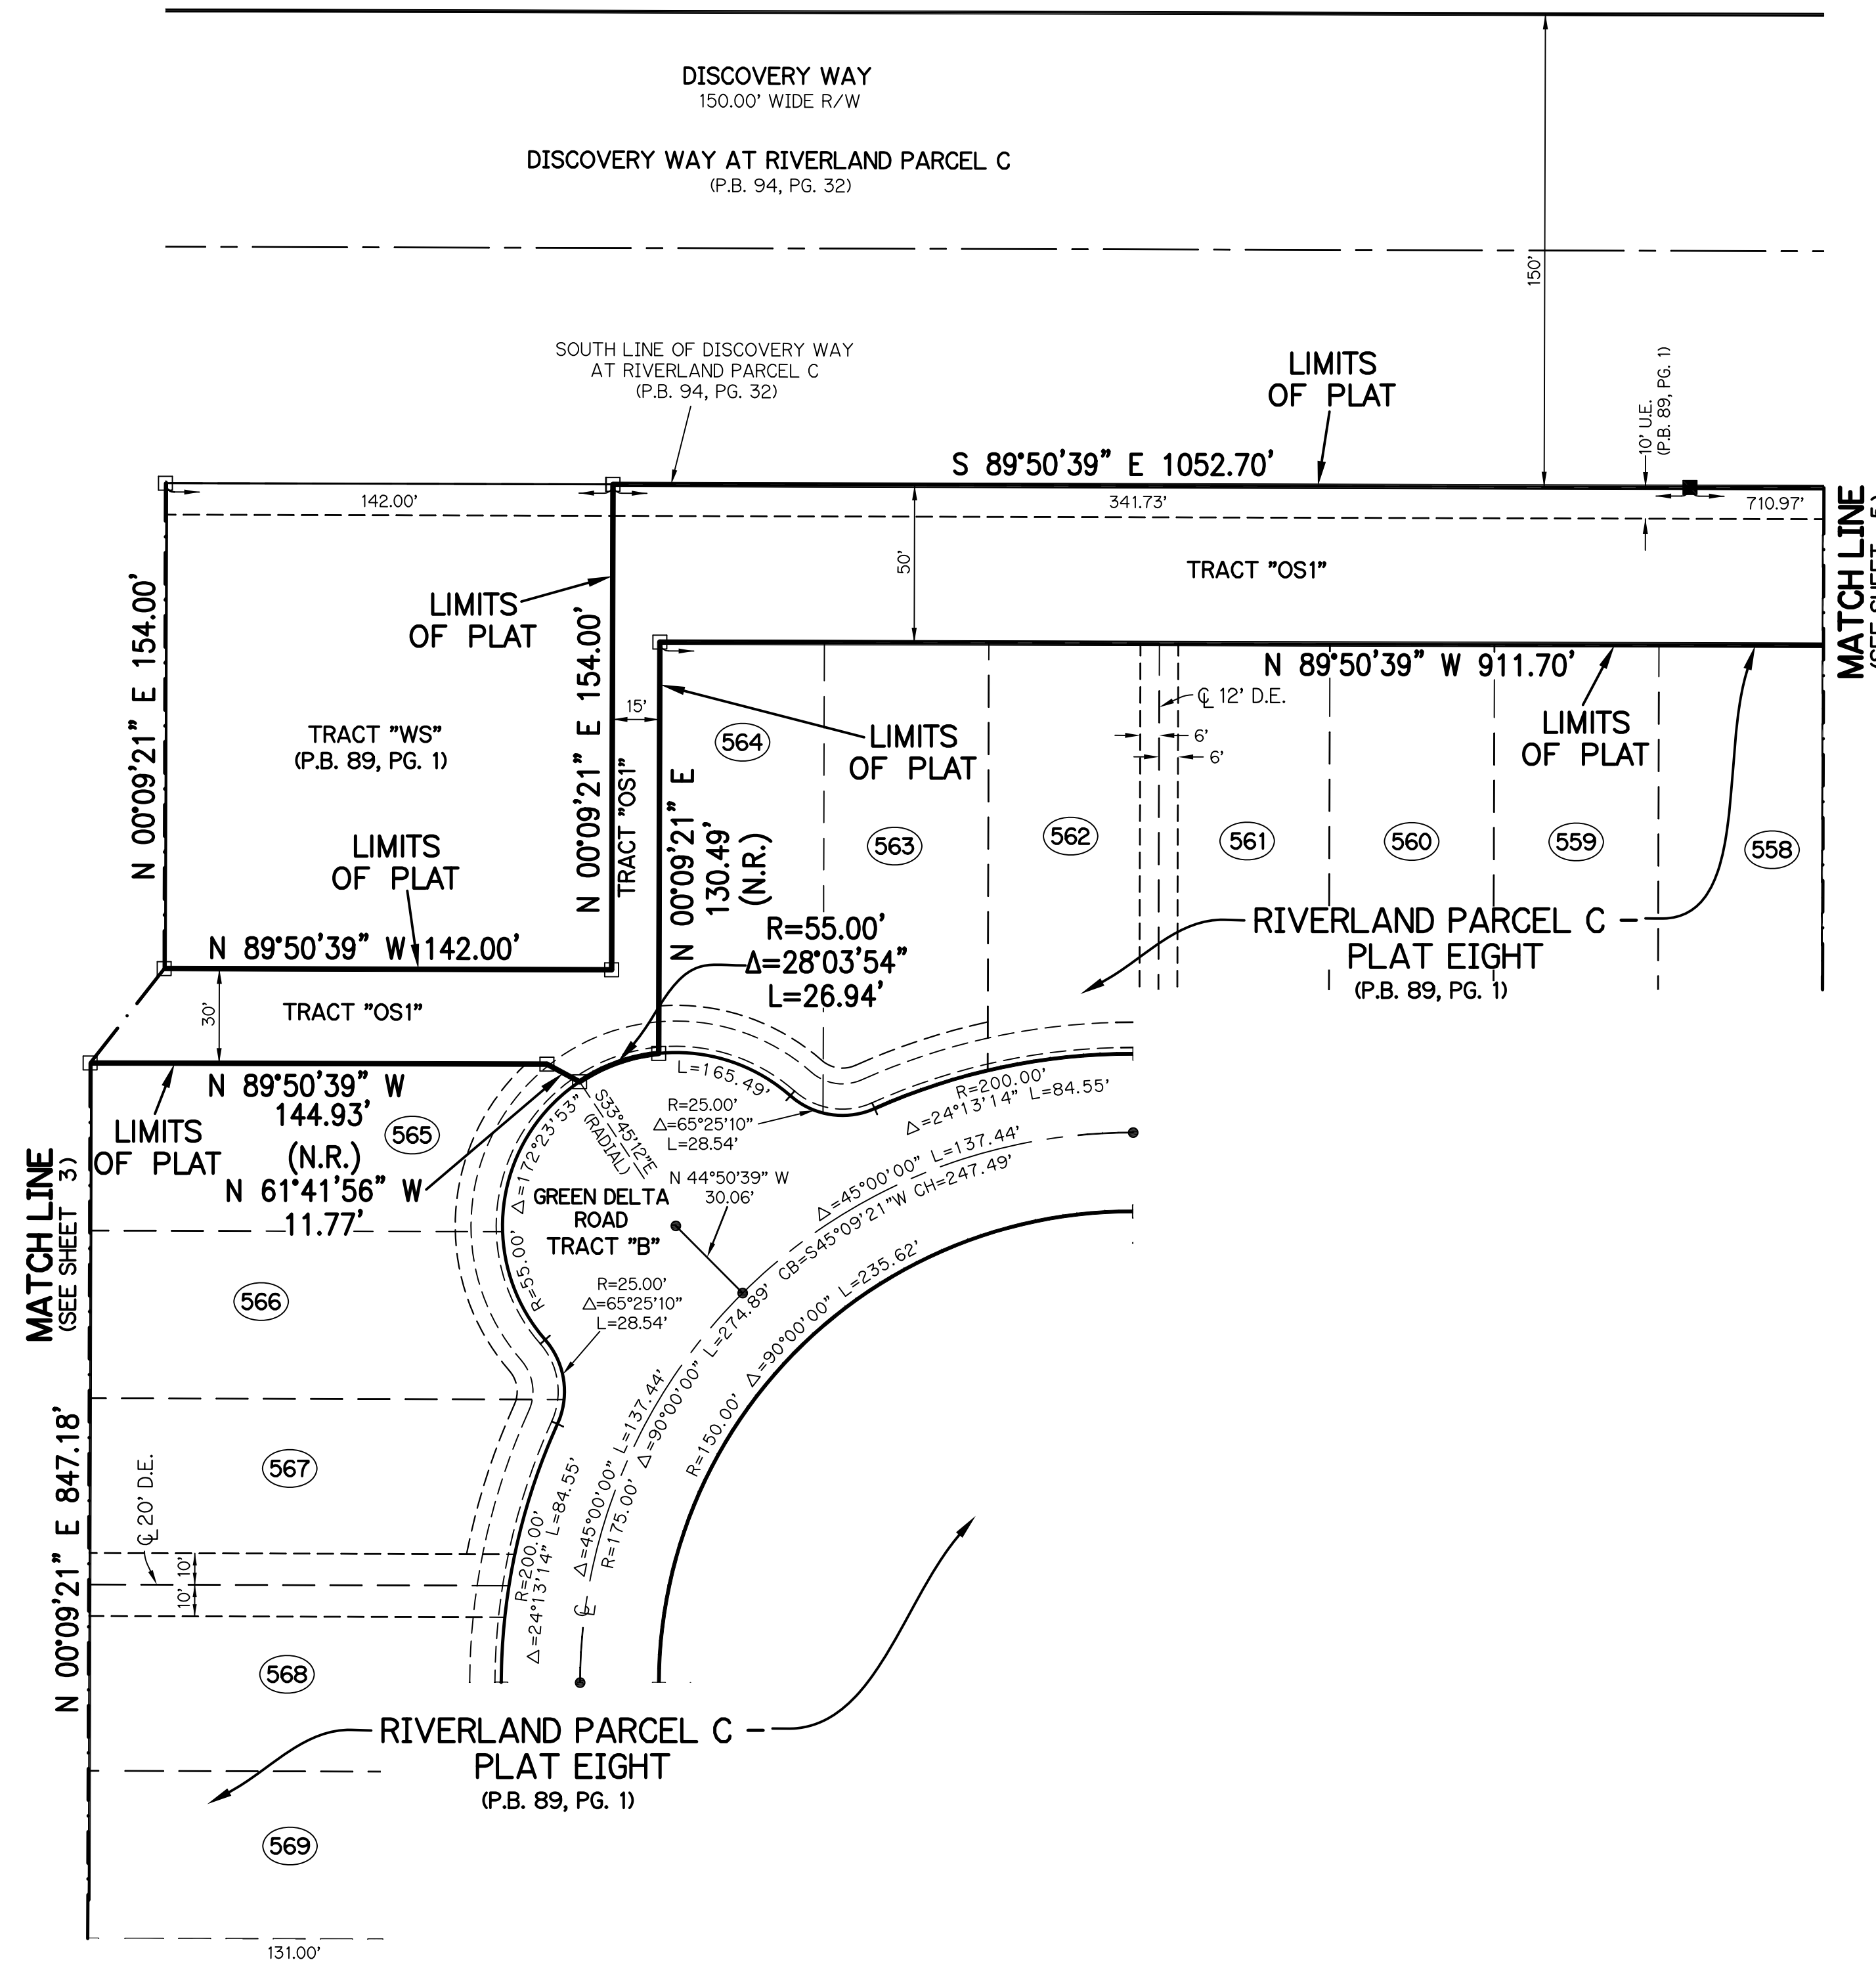 DISCOVERY WAY
150.00' WIDE R/W
DISCOVERY WAY AT RIVERLAND PARCEL C
(P.B. 94, PG. 32)
150'
SOUTH LINE OF DISCOVERY WAY
AT RIVERLAND PARCEL C
(P.B. 94, PG. 32)
LIMITS
OF PLAT
10' U.E.
(P.B. 89, PG. 1)
S 89°50'39" E 1052.70'
142.00'
341.73'
710.97'
MATCH LINE
50'
TRACT "OS1"
N 00°09'21" E 154.00'
LIMITS
OF PLAT
N 00°09'21" E 154.00'
N 89°50'39" W 911.70'
℄ 12' D.E.
15'
6'
6'
TRACT "WS"
(P.B. 89, PG. 1)
564
LIMITS
OF PLAT
LIMITS
OF PLAT
TRACT "OS1"
N 00°09'21" E
130.49'
(N.R.)
563
562
561
560
559
558
LIMITS
OF PLAT
N 89°50'39" W 142.00'
R=55.00'
Δ=28°03'54"
L=26.94'
RIVERLAND PARCEL C -
PLAT EIGHT
(P.B. 89, PG. 1)
30'
TRACT "OS1"
N 89°50'39" W
144.93'
(N.R.)
LIMITS
OF PLAT
565
N 61°41'56" W
11.77'
L=165.49'
R=55.00' Δ=172°23'53"
S33°45'12"E
(RADIAL)
R=25.00'
Δ=65°25'10"
L=28.54'
R=200.00'
Δ=24°13'14" L=84.55'
N 44°50'39" W
30.06'
Δ=45°00'00" L=137.44'
CB=S45°09'21"W CH=247.49'
GREEN DELTA
ROAD
TRACT "B"
R=25.00'
Δ=65°25'10"
L=28.54'
MATCH LINE
(SEE SHEET 3)
566
R=175.00' Δ=90°00'00" L=274.89'
Δ=45°00'00" L=137.44'
R=150.00' Δ=90°00'00" L=235.62'
567
N 00°09'21" E 847.18'
℄ 20' D.E.
10'
10'
R=200.00'
Δ=24°13'14" L=84.55'
℄
568
RIVERLAND PARCEL C -
PLAT EIGHT
(P.B. 89, PG. 1)
569
131.00'